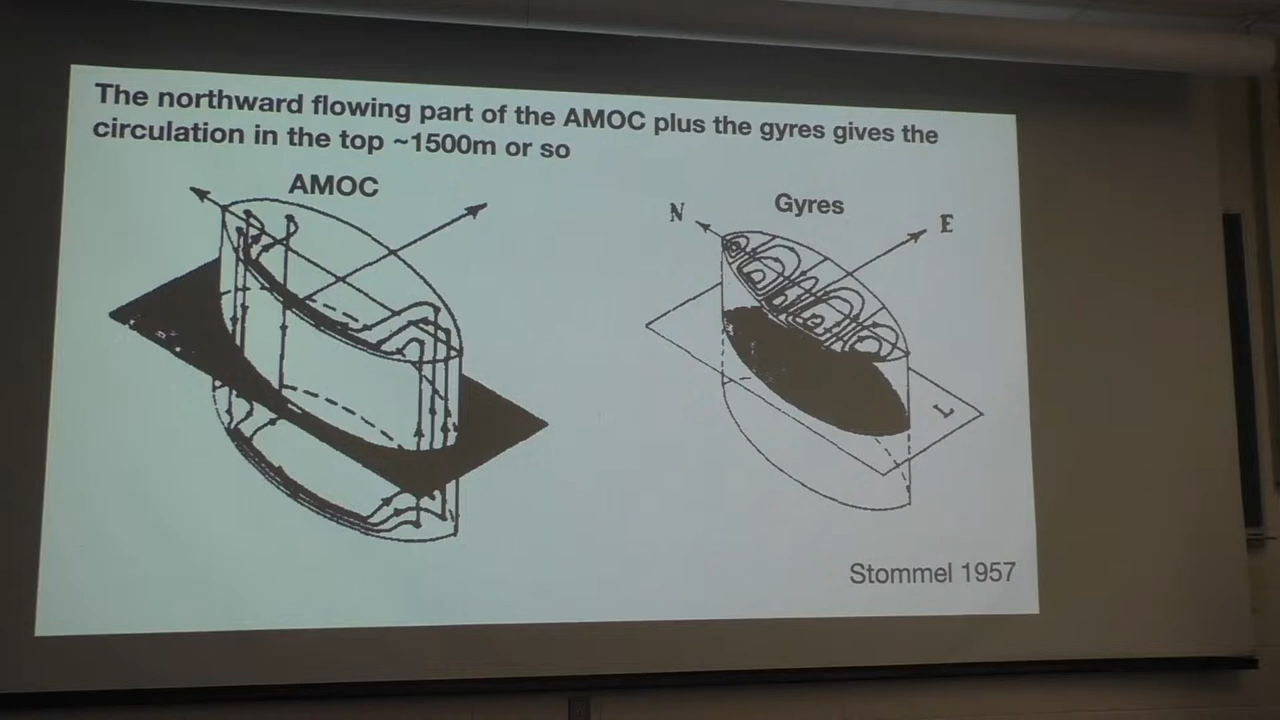 The northward flowing part of the AMOC plus the gyres gives the
circulation in the top ~1500m or so
AMOC
Gyres
N
E
L
Stommel 1957